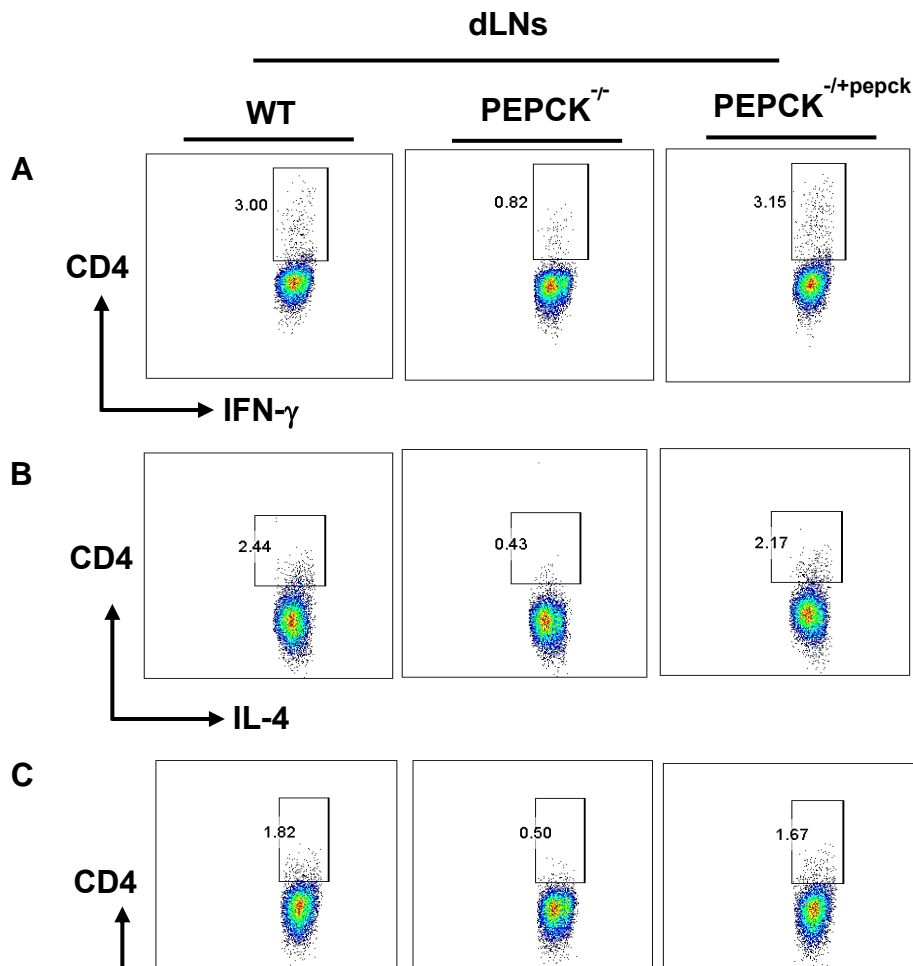 dLNs
WT PEPCK-/- PEPCK-/+pepck
A
3.00 0.82 3.15
CD4
IFN-γ
B
2.44 0.43 2.17
CD4
IL-4
C
1.82 0.50 1.67
CD4